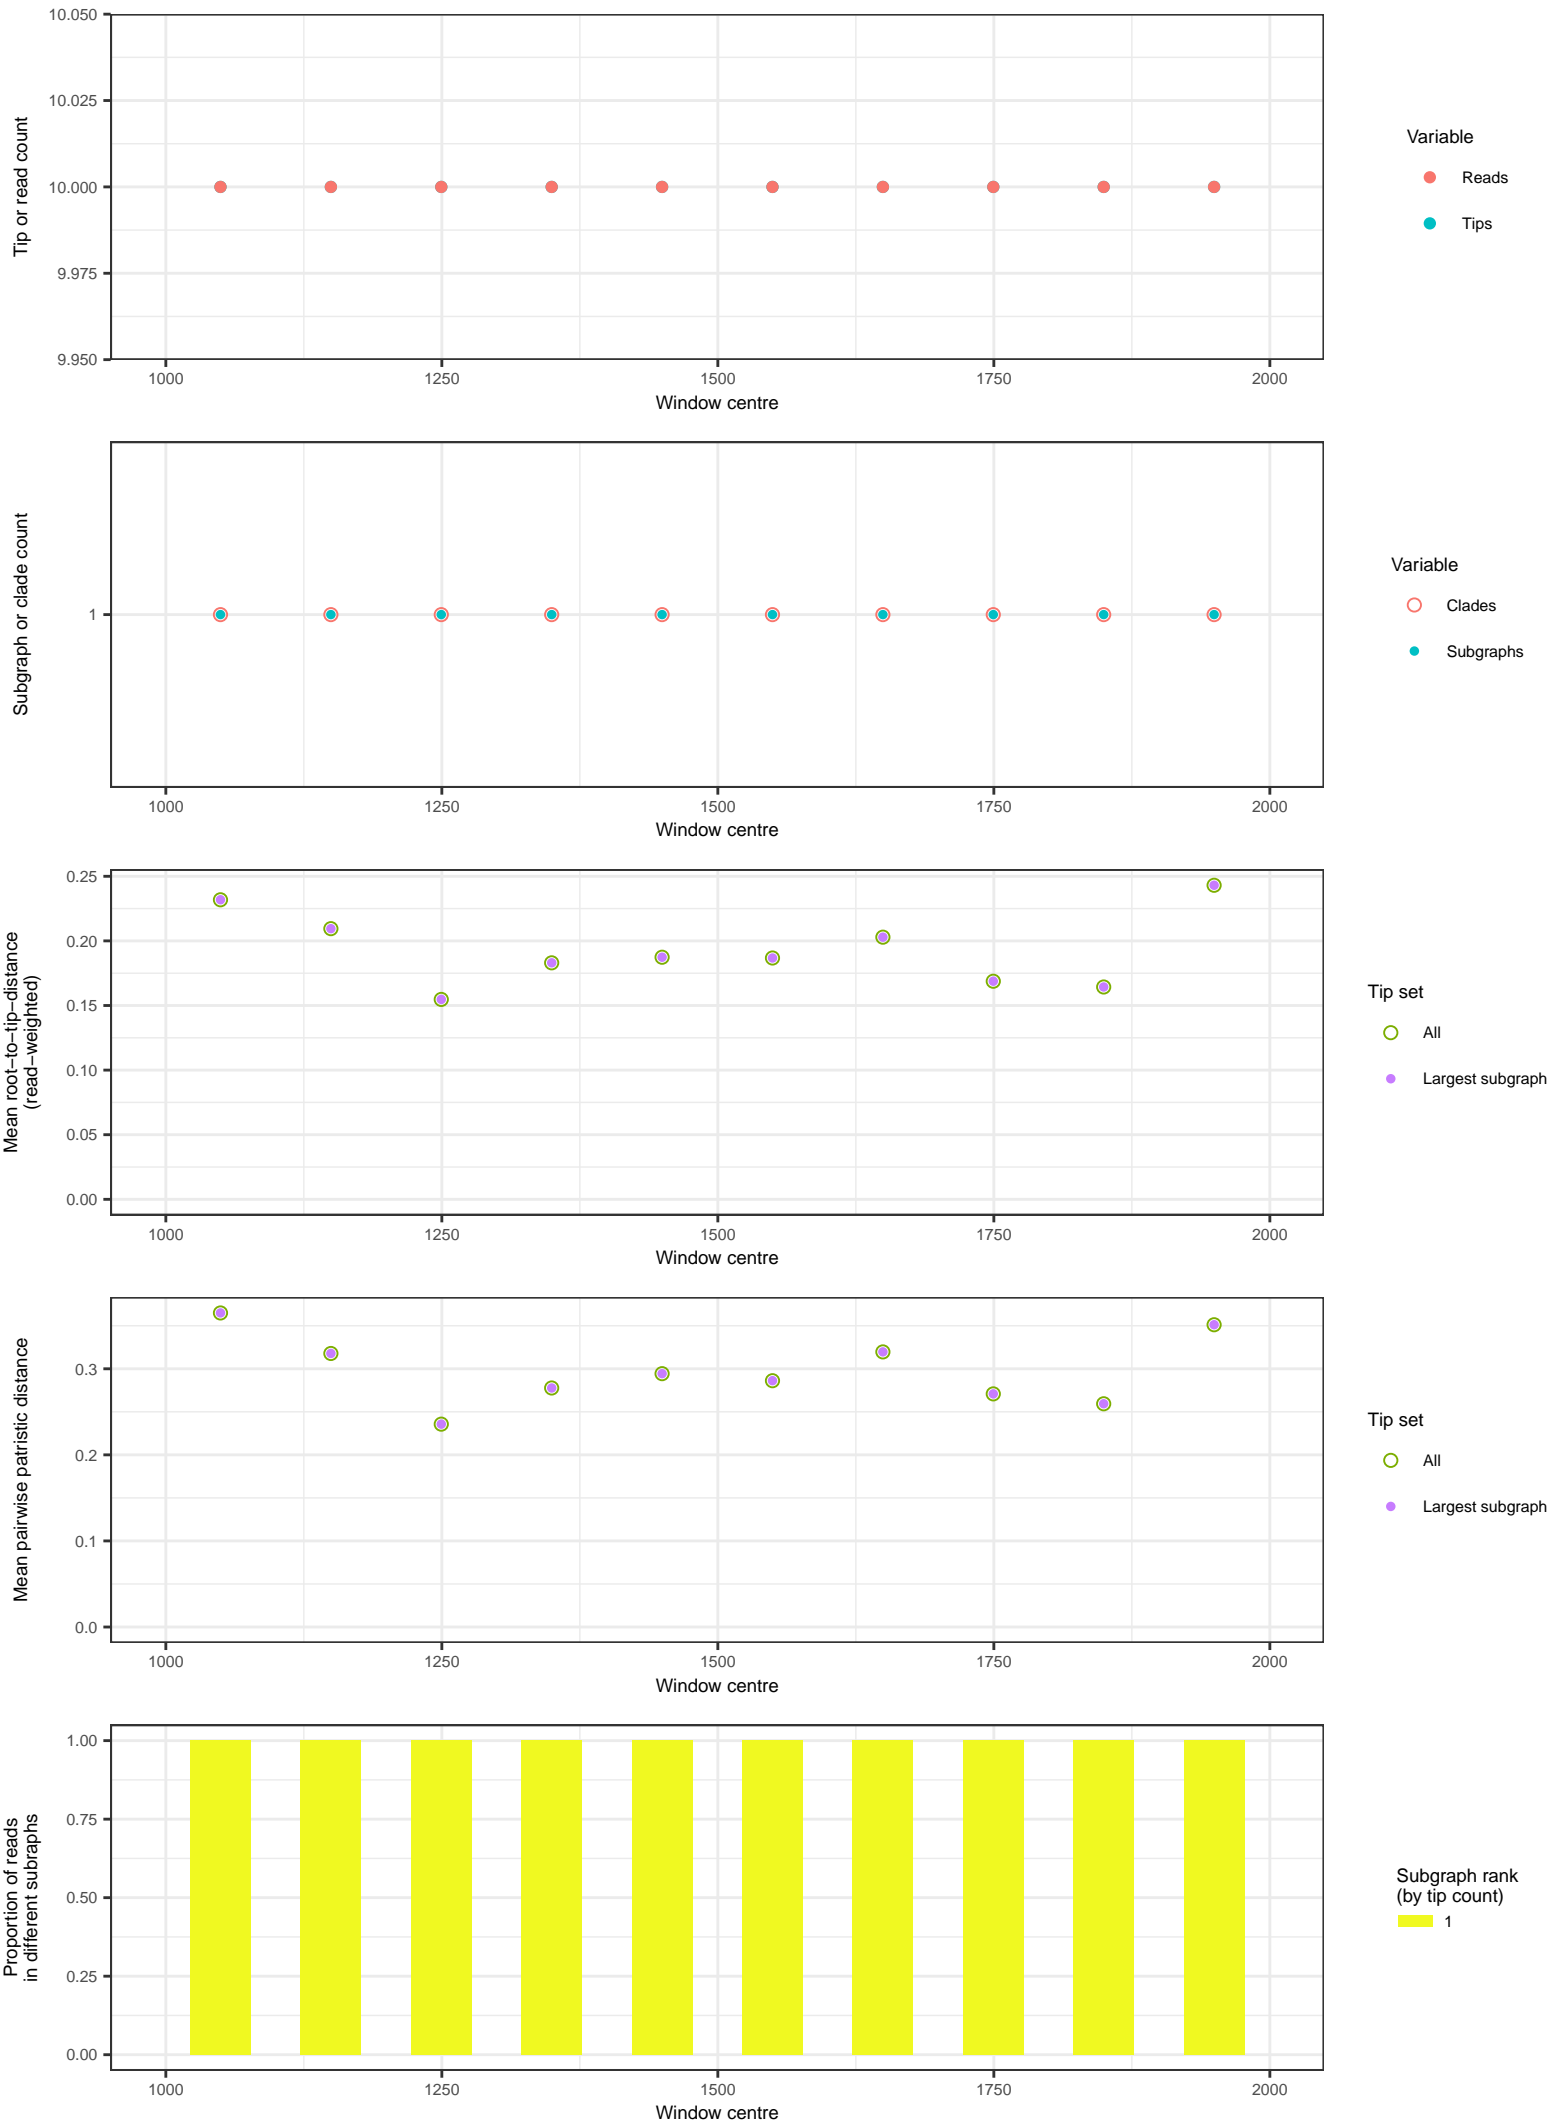 10.050
10.025
10.000
9.975
9.950
Tip or read count
1000 1250 1500 1750 2000
Window centre
Variable
Reads
Tips
1
Subgraph or clade count
1000 1250 1500 1750 2000
Window centre
Variable
Clades
Subgraphs
0.25
0.20
0.15
0.10
0.05
0.00
Mean root−to−tip−distance
(read−weighted)
1000 1250 1500 1750 2000
Window centre
Tip set
All
Largest subgraph
0.3
0.2
0.1
0.0
Mean pairwise patristic distance
1000 1250 1500 1750 2000
Window centre
Tip set
All
Largest subgraph
1.00
0.75
0.50
0.25
0.00
Proportion of reads
in different subraphs
1000 1250 1500 1750 2000
Window centre
Subgraph rank
(by tip count)
1